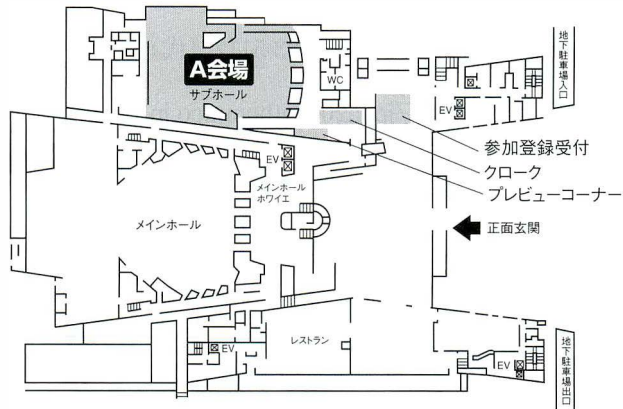 A会場
サブホール
WC
EV
地下駐車場入口
参加登録受付
クローク
プレビューコーナー
EV
メインホール
ホワイエ
メインホール
正面玄関
レストラン
EV
EV
地下駐車場出口